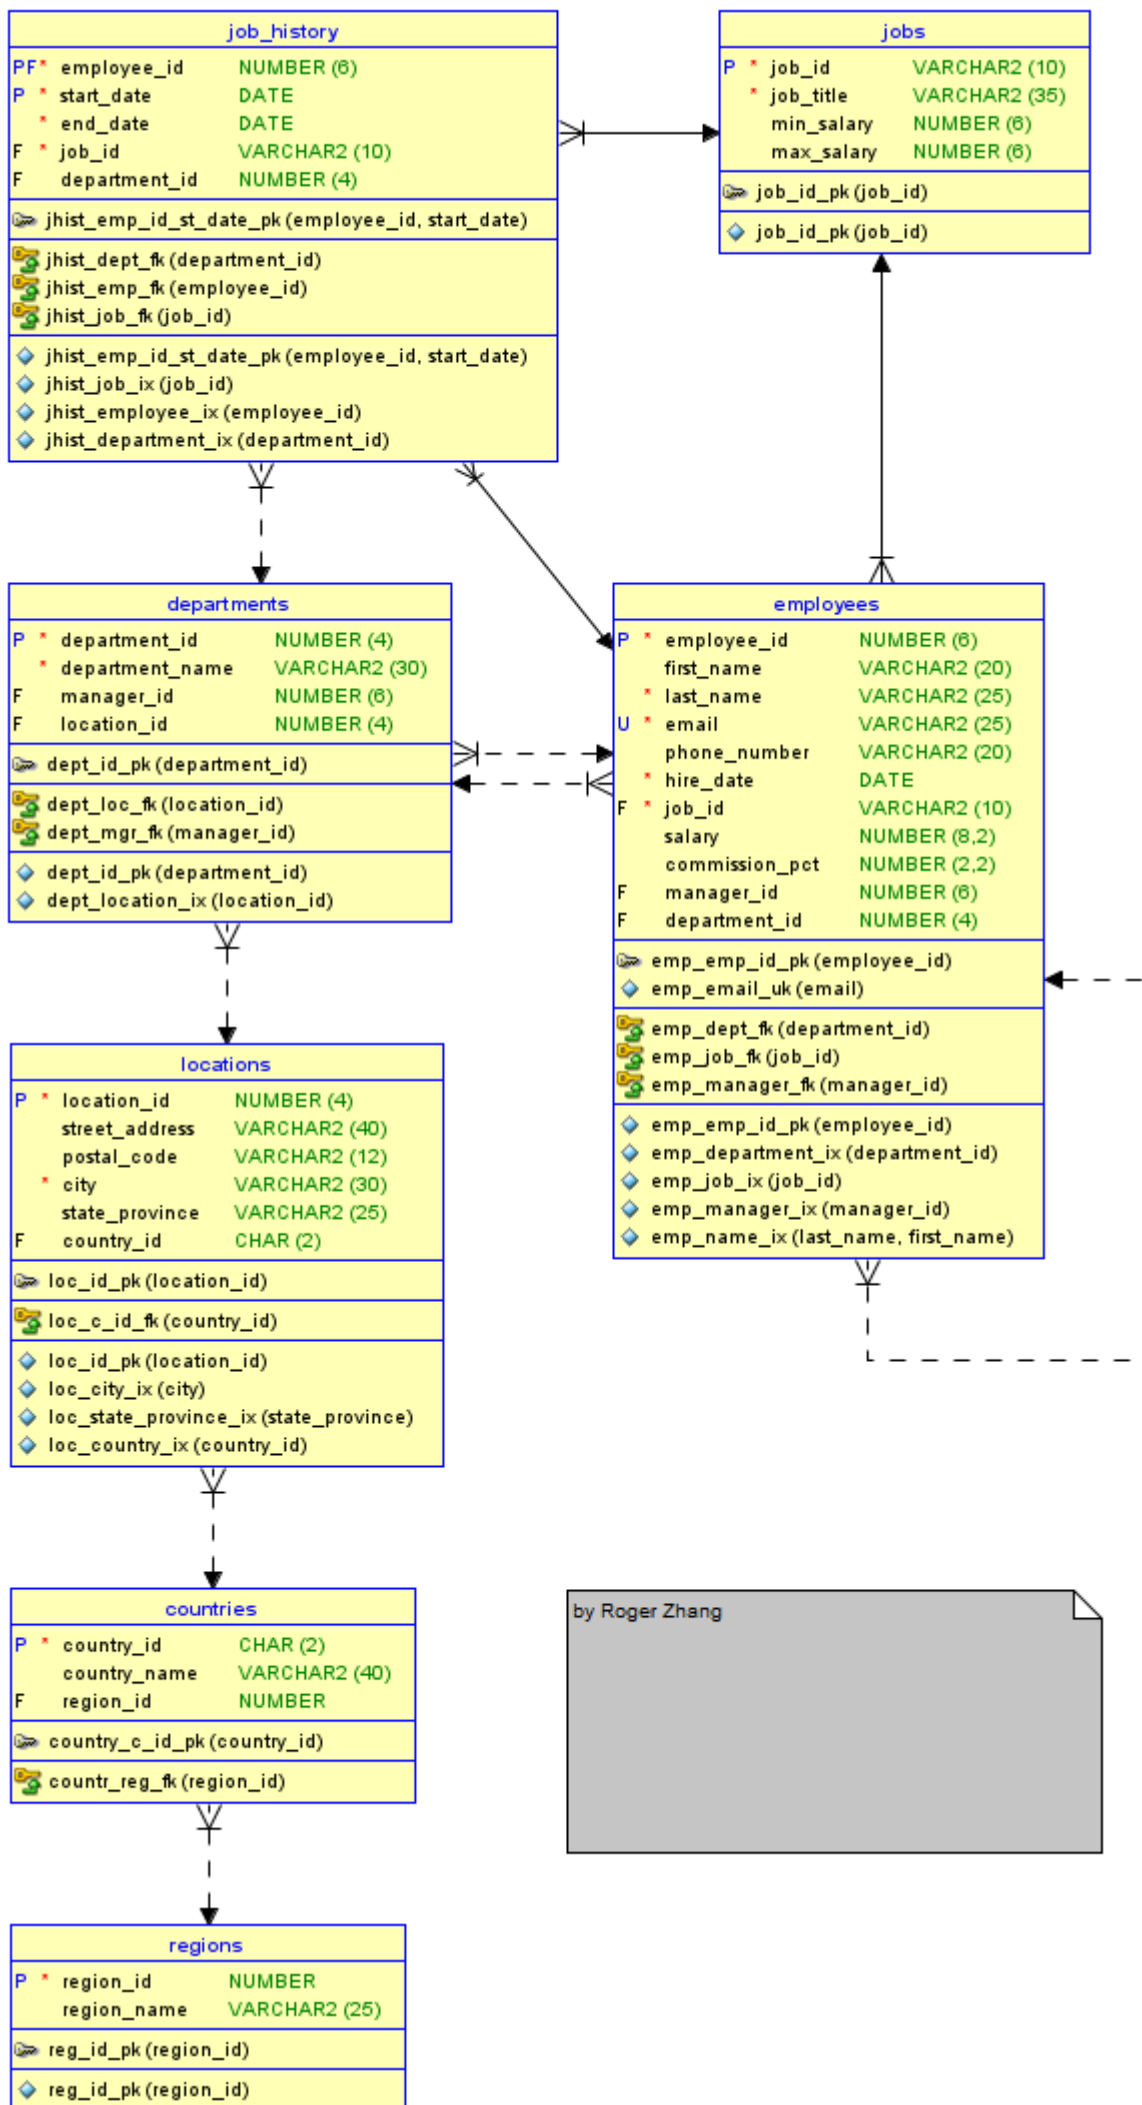 job_history
PF* employee_id NUMBER (6)
P * start_date DATE
* end_date DATE
F * job_id VARCHAR2 (10)
F department_id NUMBER (4)
jhist_emp_id_st_date_pk (employee_id, start_date)
jhist_dept_fk (department_id)
jhist_emp_fk (employee_id)
jhist_job_fk (job_id)
jhist_emp_id_st_date_pk (employee_id, start_date)
jhist_job_ix (job_id)
jhist_employee_ix (employee_id)
jhist_department_ix (department_id)
jobs
P * job_id VARCHAR2 (10)
* job_title VARCHAR2 (35)
min_salary NUMBER (6)
max_salary NUMBER (6)
job_id_pk (job_id)
job_id_pk (job_id)
departments
P * department_id NUMBER (4)
* department_name VARCHAR2 (30)
F manager_id NUMBER (6)
F location_id NUMBER (4)
dept_id_pk (department_id)
dept_loc_fk (location_id)
dept_mgr_fk (manager_id)
dept_id_pk (department_id)
dept_location_ix (location_id)
employees
P * employee_id NUMBER (6)
first_name VARCHAR2 (20)
* last_name VARCHAR2 (25)
U * email VARCHAR2 (25)
phone_number VARCHAR2 (20)
* hire_date DATE
F * job_id VARCHAR2 (10)
salary NUMBER (8,2)
commission_pct NUMBER (2,2)
F manager_id NUMBER (6)
F department_id NUMBER (4)
emp_emp_id_pk (employee_id)
emp_email_uk (email)
emp_dept_fk (department_id)
emp_job_fk (job_id)
emp_manager_fk (manager_id)
emp_emp_id_pk (employee_id)
emp_department_ix (department_id)
emp_job_ix (job_id)
emp_manager_ix (manager_id)
emp_name_ix (last_name, first_name)
locations
P * location_id NUMBER (4)
street_address VARCHAR2 (40)
postal_code VARCHAR2 (12)
* city VARCHAR2 (30)
state_province VARCHAR2 (25)
F country_id CHAR (2)
loc_id_pk (location_id)
loc_c_id_fk (country_id)
loc_id_pk (location_id)
loc_city_ix (city)
loc_state_province_ix (state_province)
loc_country_ix (country_id)
countries
P * country_id CHAR (2)
country_name VARCHAR2 (40)
F region_id NUMBER
country_c_id_pk (country_id)
countr_reg_fk (region_id)
by Roger Zhang
regions
P * region_id NUMBER
region_name VARCHAR2 (25)
reg_id_pk (region_id)
reg_id_pk (region_id)